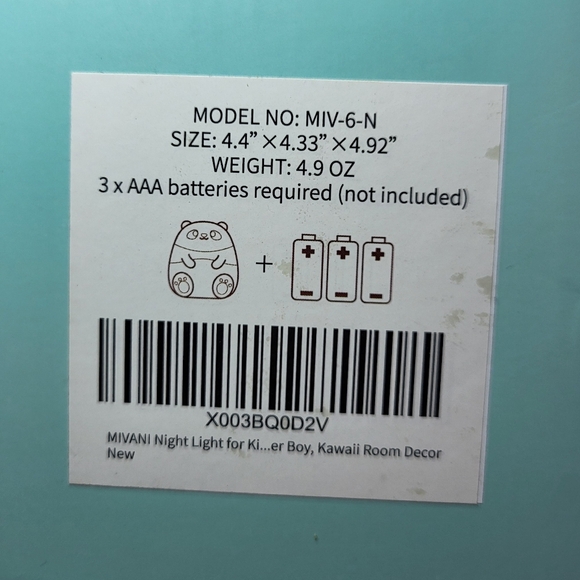 MODEL NO: MIV-6-N
SIZE: 4.4”×4.33”×4.92”
WEIGHT: 4.9 OZ
3 x AAA batteries required (not included)
X003BQ0D2V
MIVANI Night Light for Ki...er Boy, Kawaii Room Decor
New